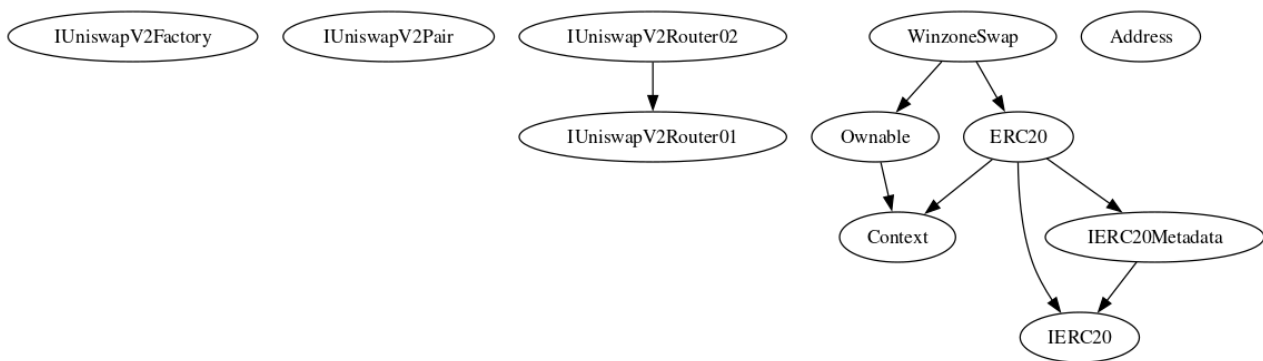 IUniswapV2Factory
IUniswapV2Pair
IUniswapV2Router02
WinzoneSwap
Address
IUniswapV2Router01
Ownable
ERC20
Context
IERC20Metadata
IERC20